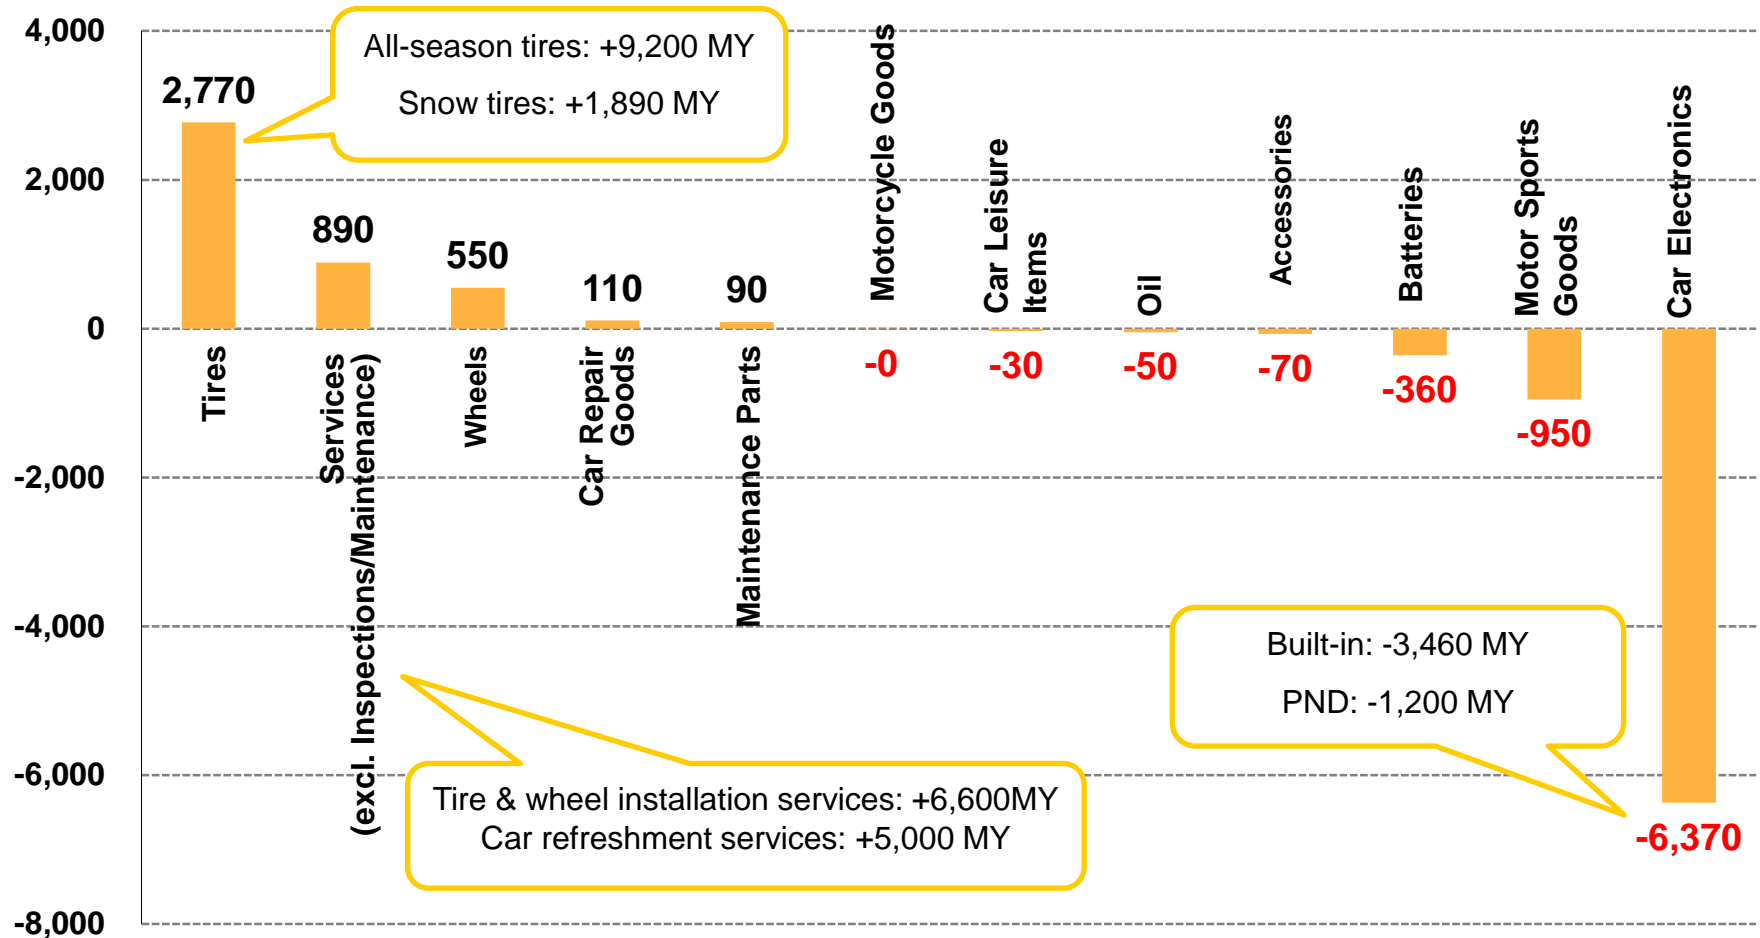 4,000
2,000
0
-2,000
-4,000
-6,000
-8,000
All-season tires: +9,200 MY
Snow tires: +1,890 MY
2,770
890
550
110
90
-0
-30
-50
-70
-360
-950
-6,370
Tires
Services
(excl. Inspections/Maintenance)
Wheels
Car Repair
Goods
Maintenance Parts
Motorcycle Goods
Car Leisure
Items
Oil
Accessories
Batteries
Motor Sports
Goods
Car Electronics
Tire & wheel installation services: +6,600MY
Car refreshment services: +5,000 MY
Built-in: -3,460 MY
PND: -1,200 MY